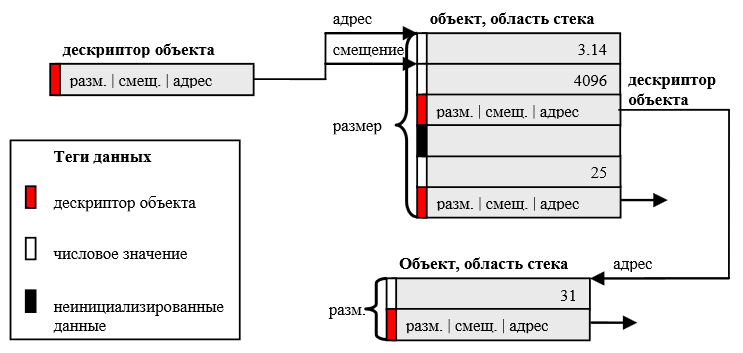 адрес
объект, область стека
дескриптор объекта
смещение
3.14
разм. | смещ. | адрес
4096
дескриптор
объекта
разм. | смещ. | адрес
размер
Теги данных
25
дескриптор объекта
разм. | смещ. | адрес
числовое значение
Объект, область стека
адрес
31
неинициализированные
данные
разм.
разм. | смещ. | адрес